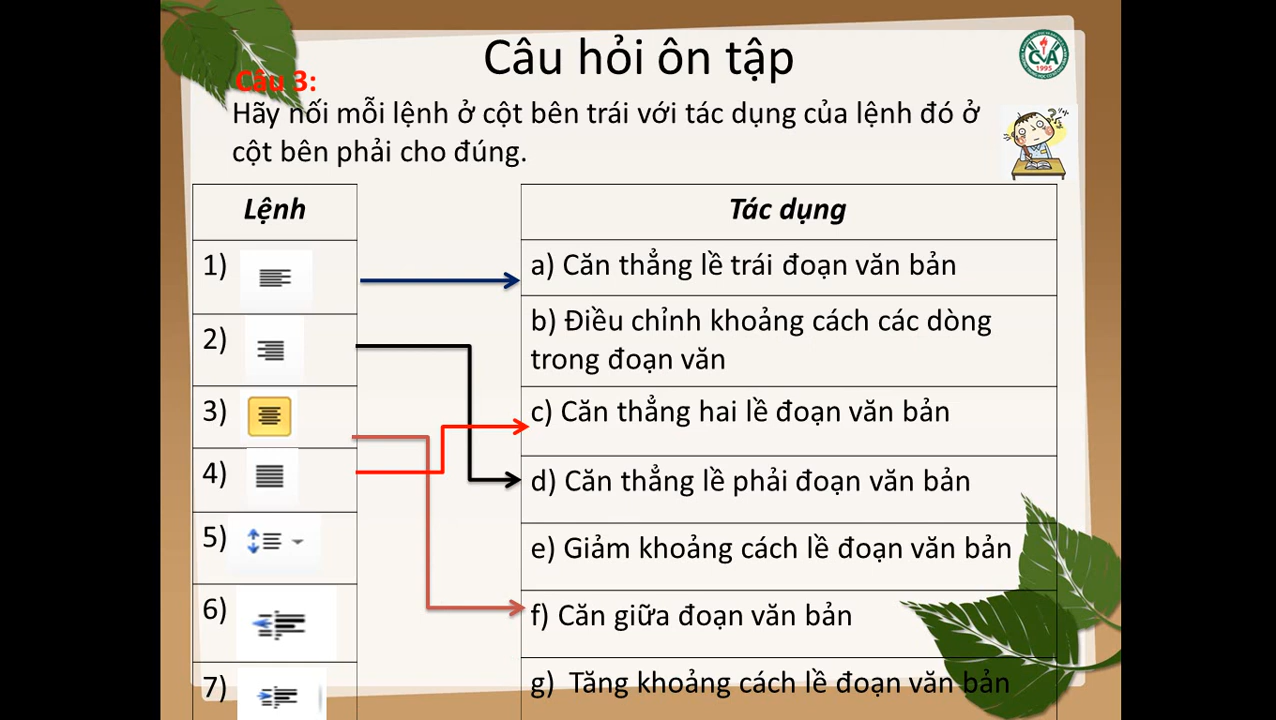 Câu hỏi ôn tập
CVA
1995
Câu 3:
Hãy nối mỗi lệnh ở cột bên trái với tác dụng của lệnh đó ở
cột bên phải cho đúng.
Lệnh
1)
2)
3)
4)
5)
6)
7)
Tác dụng
a) Căn thẳng lề trái đoạn văn bản
b) Điều chỉnh khoảng cách các dòng
trong đoạn văn
c) Căn thẳng hai lề đoạn văn bản
d) Căn thẳng lề phải đoạn văn bản
e) Giảm khoảng cách lề đoạn văn bản
f) Căn giữa đoạn văn bản
g) Tăng khoảng cách lề đoạn văn bản